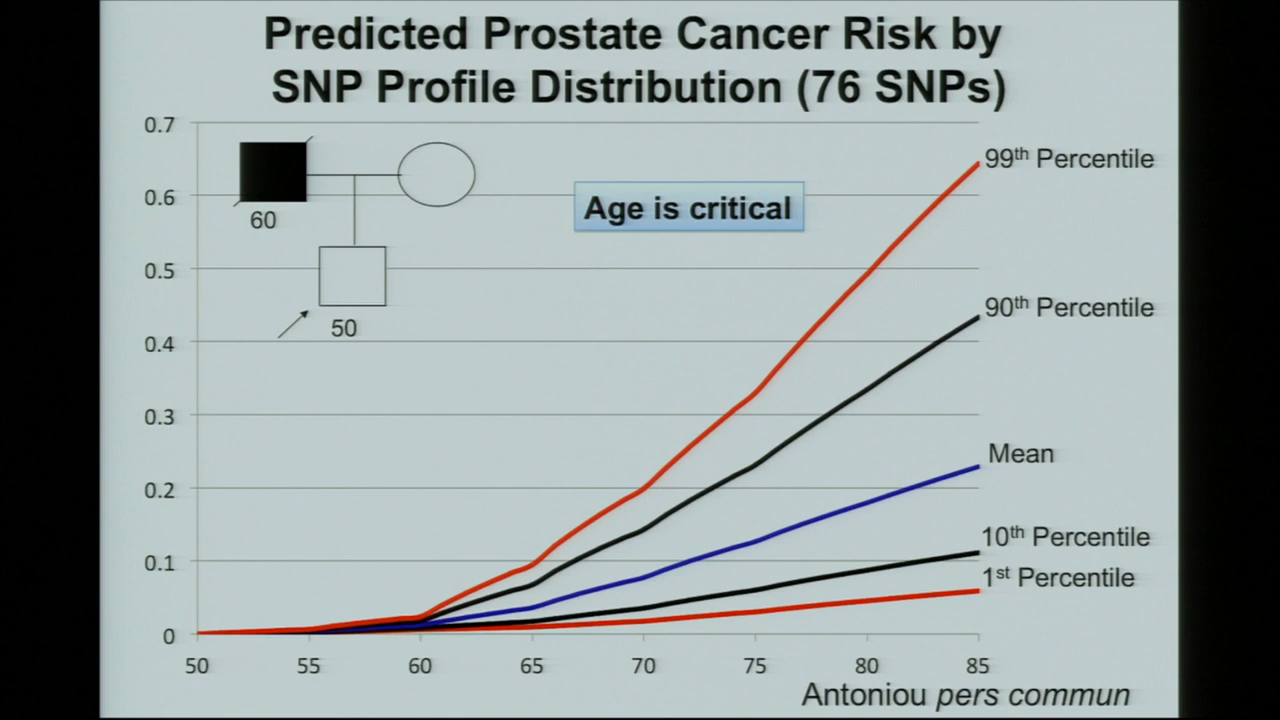 Predicted Prostate Cancer Risk by
SNP Profile Distribution (76 SNPs)
0.7
0.6
0.5
0.4
0.3
0.2
0.1
0
60
50
Age is critical
99th Percentile
90th Percentile
Mean
10th Percentile
1st Percentile
50 55 60 65 70 75 80 85
Antoniou pers commun